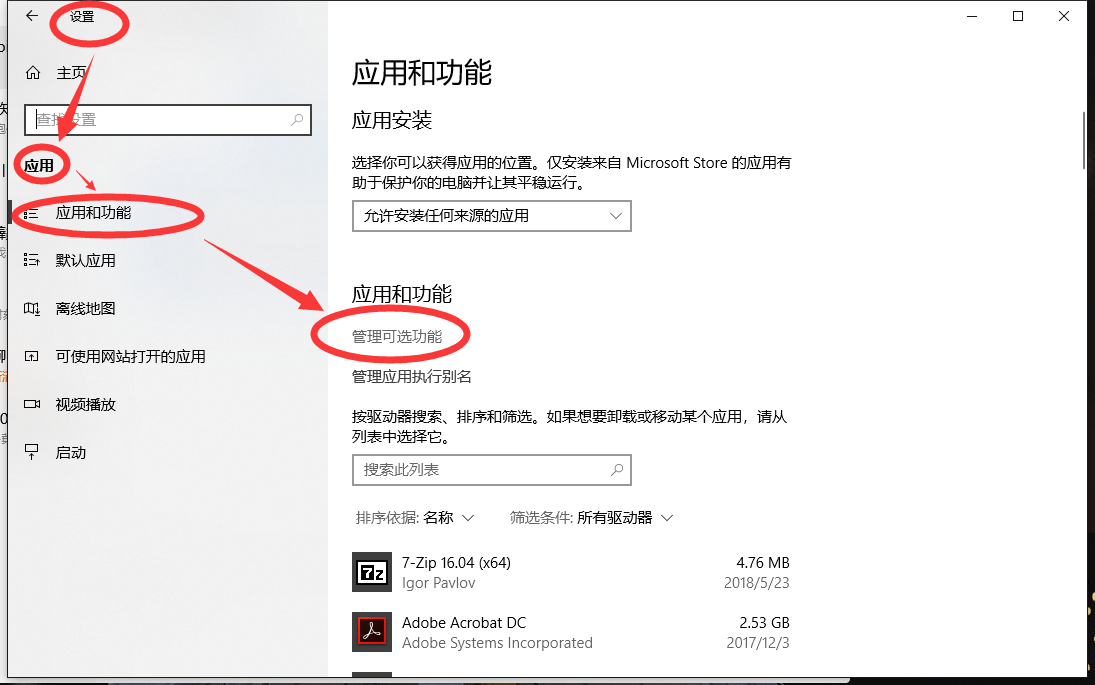 设置
主页
查找设置
应用
应用和功能
默认应用
离线地图
可使用网站打开的应用
视频播放
启动
应用和功能
应用安装
选择你可以获得应用的位置。仅安装来自 Microsoft Store 的应用有
助于保护你的电脑并让其平稳运行。
允许安装任何来源的应用
应用和功能
管理可选功能
管理应用执行别名
按驱动器搜索、排序和筛选。如果想要卸载或移动某个应用，请从
列表中选择它。
搜索此列表
排序依据: 名称 筛选条件: 所有驱动器
7-Zip 16.04 (x64) 4.76 MB
Igor Pavlov 2018/5/23
Adobe Acrobat DC 2.53 GB
Adobe Systems Incorporated 2017/12/3